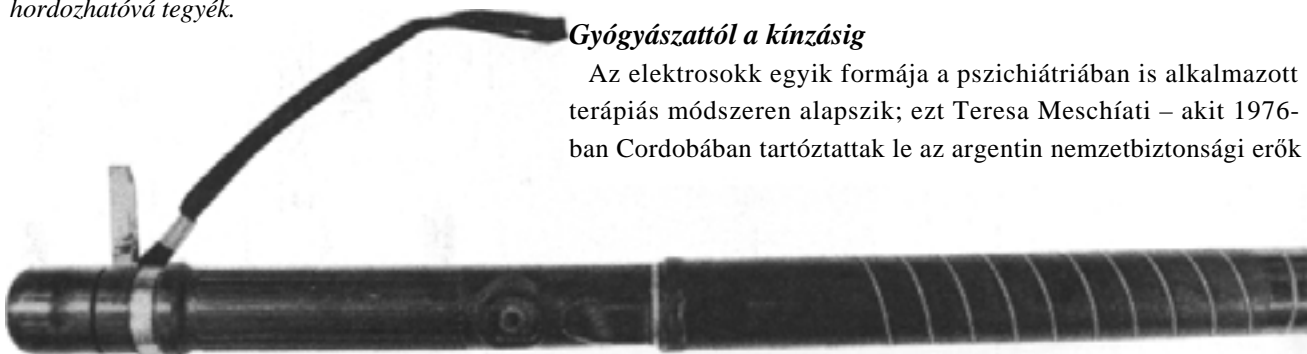 hordozhatóvá tegyék.
Gyógyászattól a kínzásig
Az elektrosokk egyik formája a pszichiátriában is alkalmazott
terápiás módszeren alapszik; ezt Teresa Meschíati – akit 1976-
ban Cordobában tartóztattak le az argentin nemzetbiztonsági erők